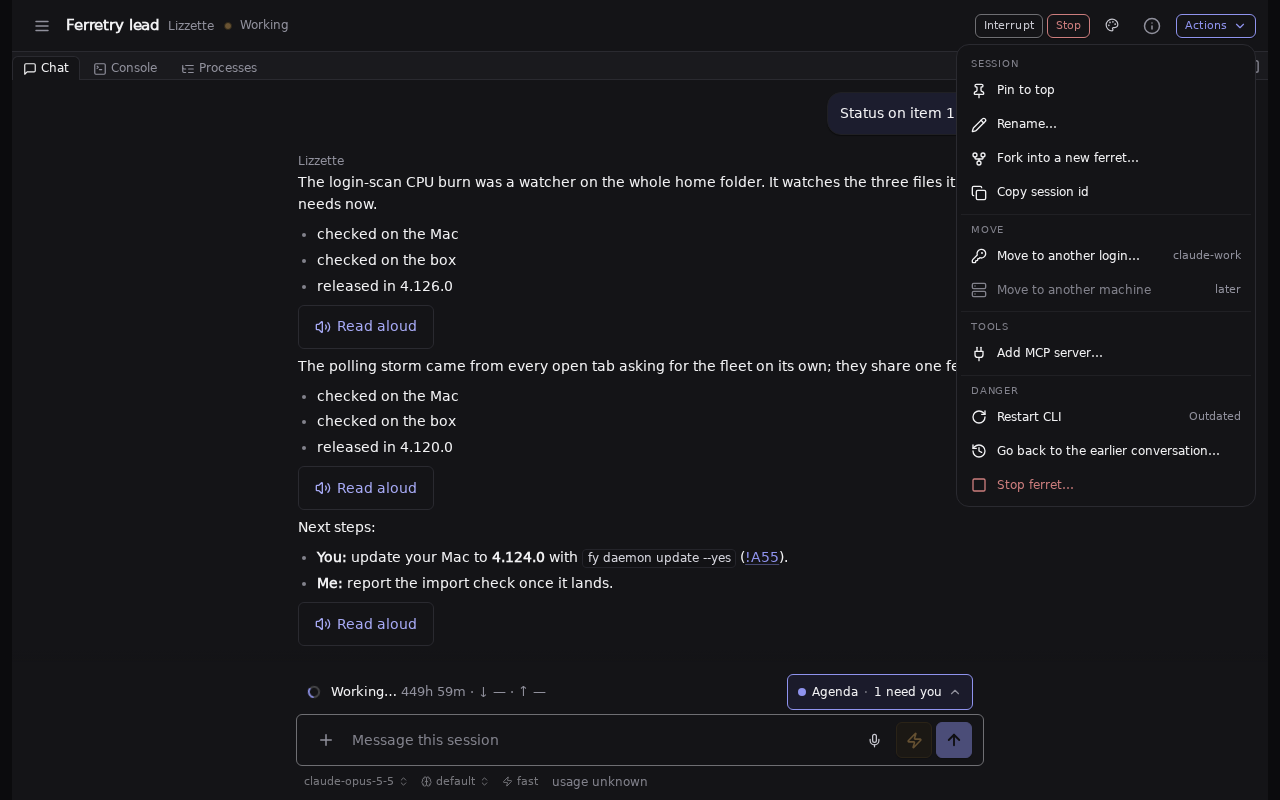 Ferretry lead Lizzette Working Interrupt Stop Actions
Chat Console Processes
SESSION
Pin to top
Rename...
Fork into a new ferret...
Copy session id
MOVE
Move to another login... claude-work
Move to another machine later
TOOLS
Add MCP server...
DANGER
Restart CLI Outdated
Go back to the earlier conversation...
Stop ferret...
Status on item 1
Lizzette
The login-scan CPU burn was a watcher on the whole home folder. It watches the three files it
needs now.
• checked on the Mac
• checked on the box
• released in 4.126.0
Read aloud
The polling storm came from every open tab asking for the fleet on its own; they share one
• checked on the Mac
• checked on the box
• released in 4.120.0
Read aloud
Next steps:
• You: update your Mac to 4.124.0 with fy daemon update --yes (!A55).
• Me: report the import check once it lands.
Read aloud
Working... 449h 59m · ↓ — · ↑ —
Agenda · 1 need you
Message this session
claude-opus-5-5 default fast usage unknown